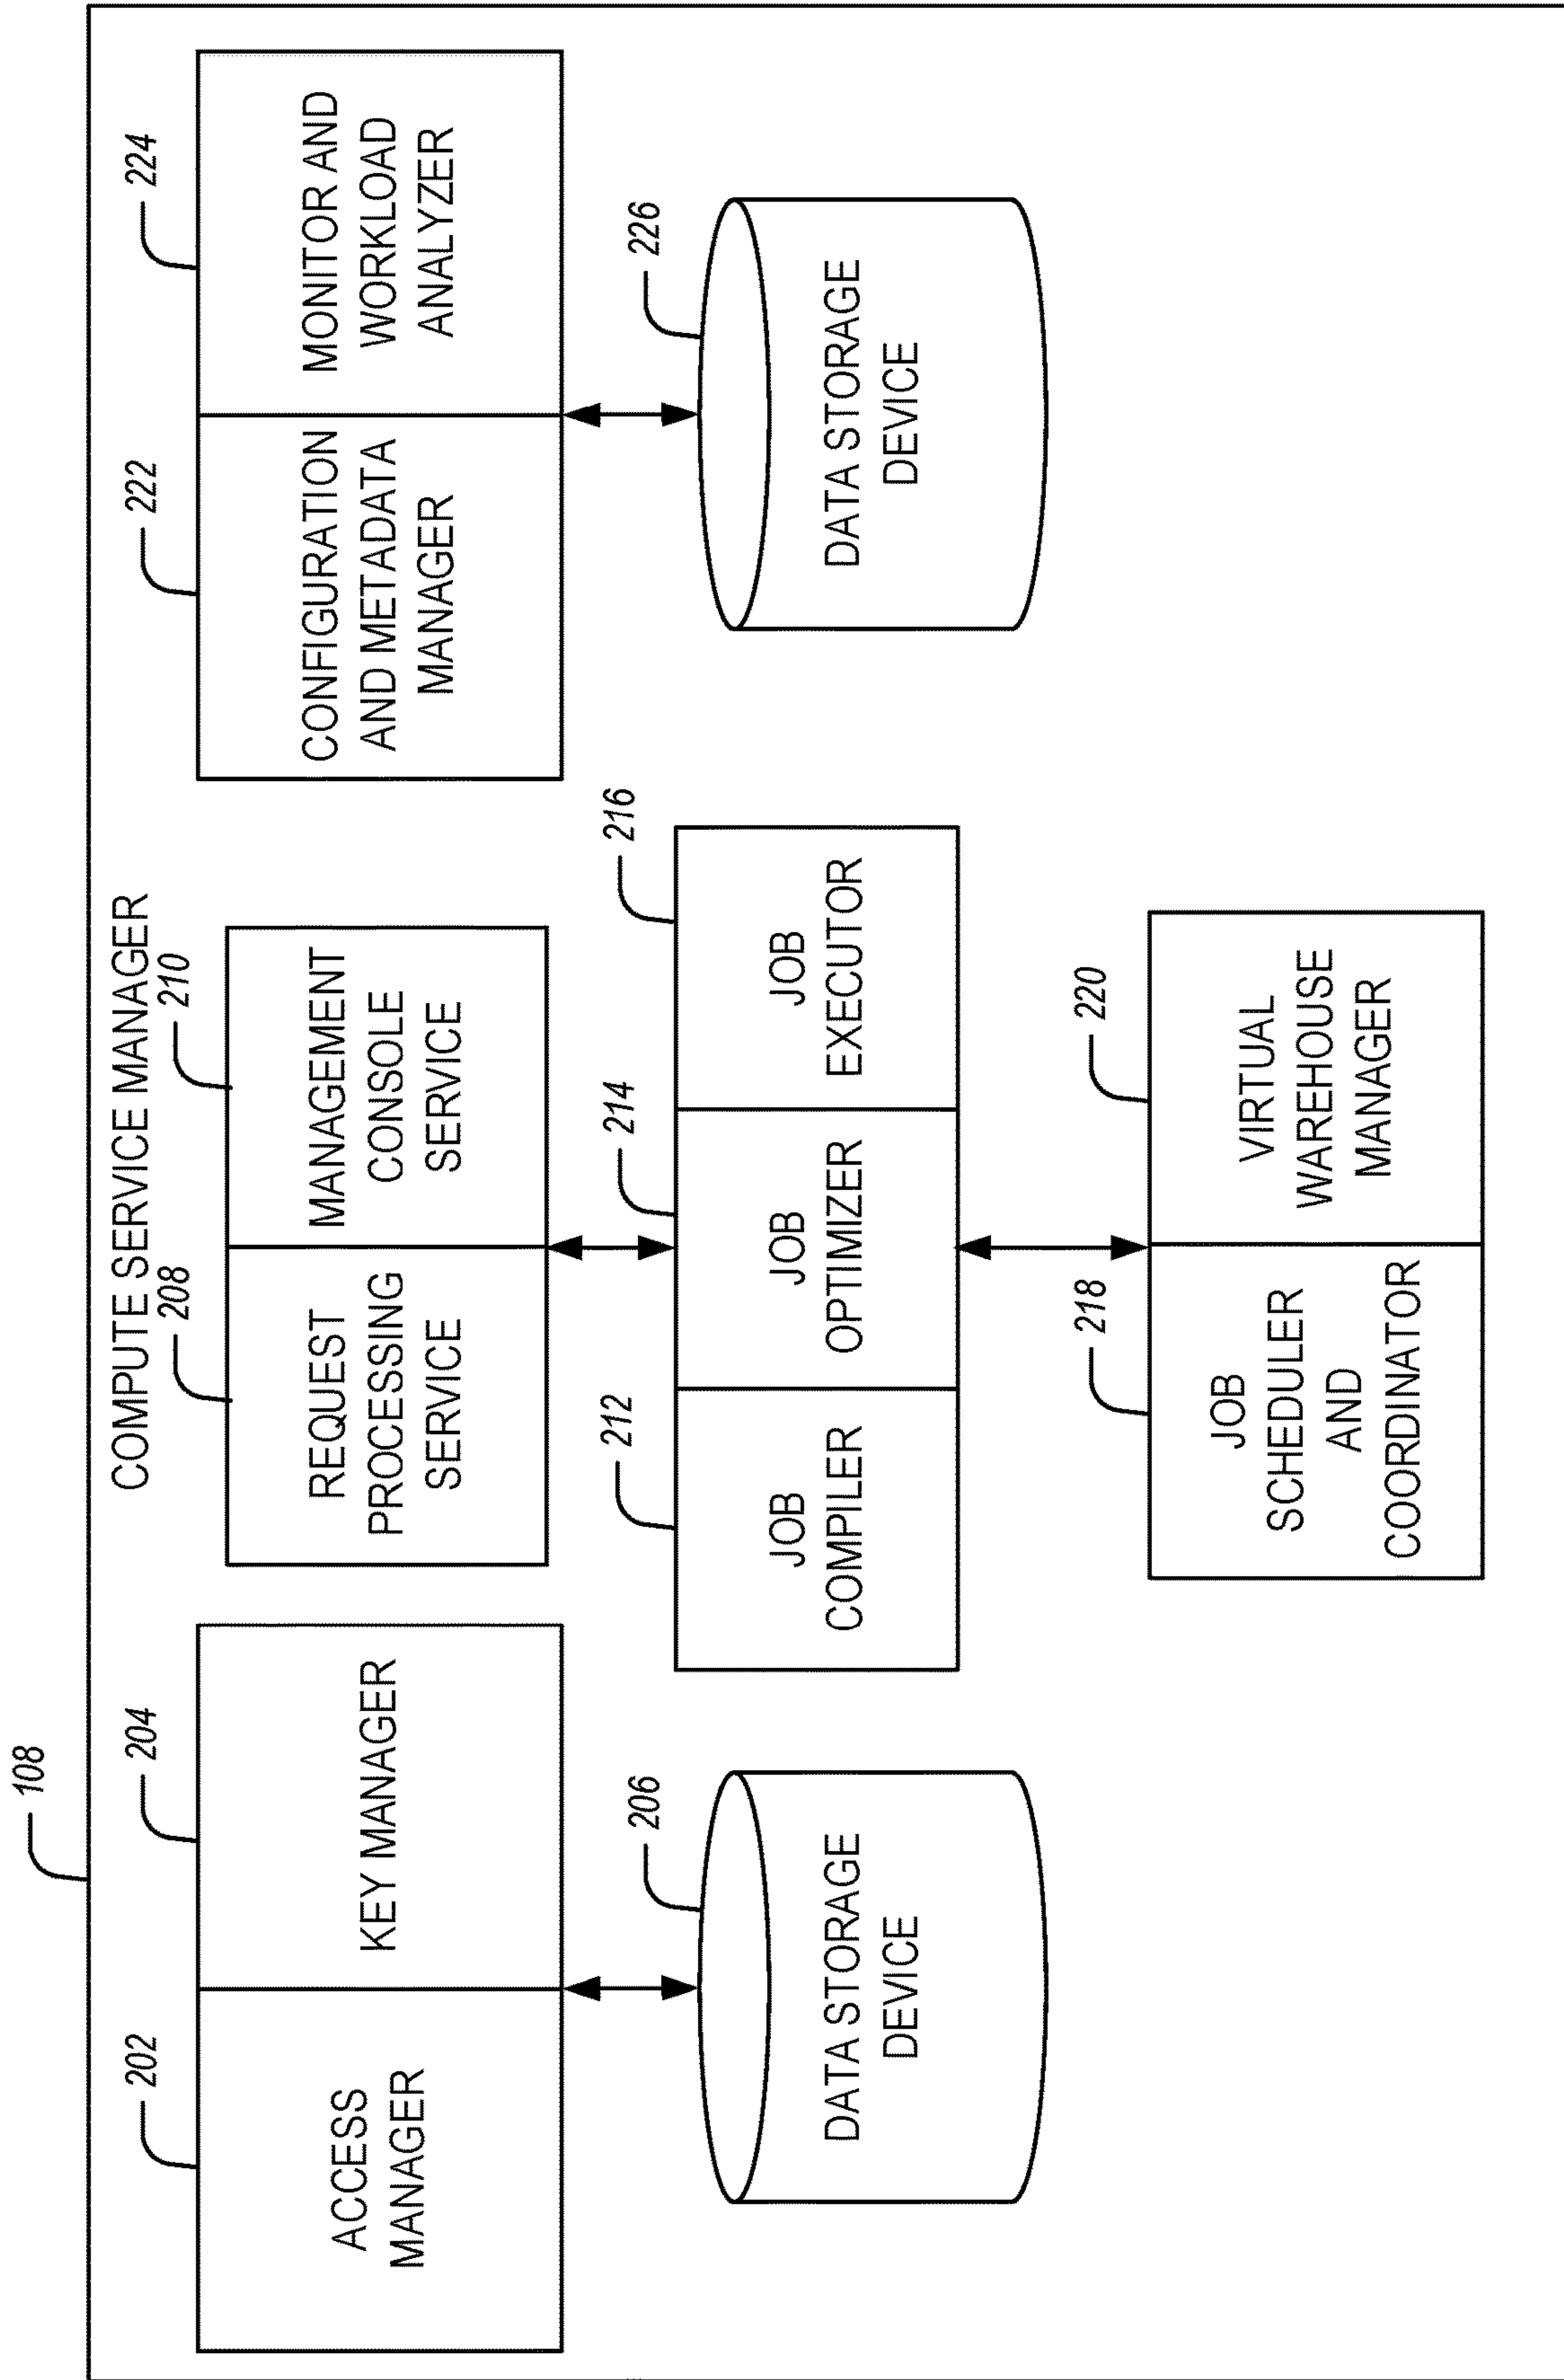 108
COMPUTE SERVICE MANAGER
202
204
208
210
222
224
ACCESS
MANAGER
KEY MANAGER
REQUEST
PROCESSING
SERVICE
MANAGEMENT
CONSOLE
SERVICE
CONFIGURATION
AND METADATA
MANAGER
MONITOR AND
WORKLOAD
ANALYZER
206
DATA STORAGE
DEVICE
212
214
216
JOB
COMPILER
JOB
OPTIMIZER
JOB
EXECUTOR
226
DATA STORAGE
DEVICE
218
220
JOB
SCHEDULER
AND
COORDINATOR
VIRTUAL
WAREHOUSE
MANAGER